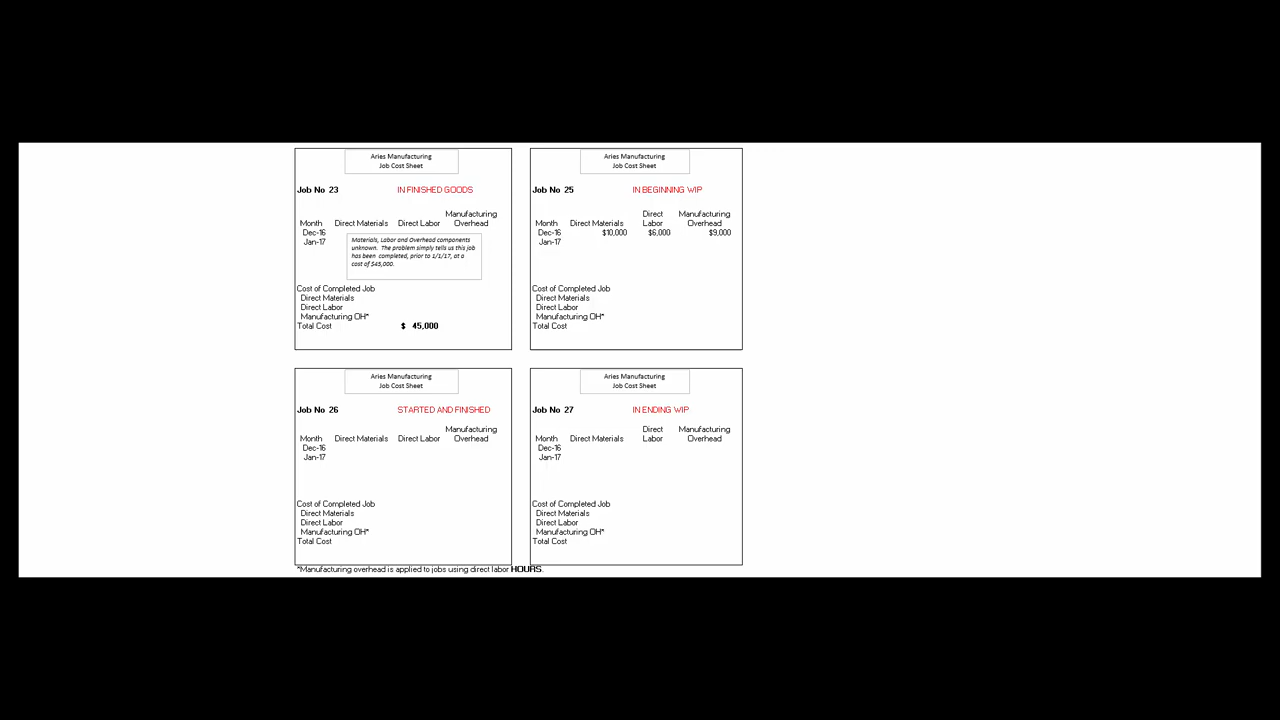 Aries Manufacturing
Job Cost Sheet
Job No 23 IN FINISHED GOODS
Manufacturing
Month Direct Materials Direct Labor Overhead
Dec-16
Jan-17
Materials, Labor and Overhead components
unknown. The problem simply tells us this job
has been completed, prior to 1/1/17, at a
cost of $45,000.
Cost of Completed Job
Direct Materials
Direct Labor
Manufacturing OH*
Total Cost $ 45,000
Aries Manufacturing
Job Cost Sheet
Job No 25 IN BEGINNING WIP
Direct Manufacturing
Month Direct Materials Labor Overhead
Dec-16 $10,000 $6,000 $9,000
Jan-17
Cost of Completed Job
Direct Materials
Direct Labor
Manufacturing OH*
Total Cost
Aries Manufacturing
Job Cost Sheet
Job No 26 STARTED AND FINISHED
Manufacturing
Month Direct Materials Direct Labor Overhead
Dec-16
Jan-17
Cost of Completed Job
Direct Materials
Direct Labor
Manufacturing OH*
Total Cost
Aries Manufacturing
Job Cost Sheet
Job No 27 IN ENDING WIP
Direct Manufacturing
Month Direct Materials Labor Overhead
Dec-16
Jan-17
Cost of Completed Job
Direct Materials
Direct Labor
Manufacturing OH*
Total Cost
*Manufacturing overhead is applied to jobs using direct labor HOURS.